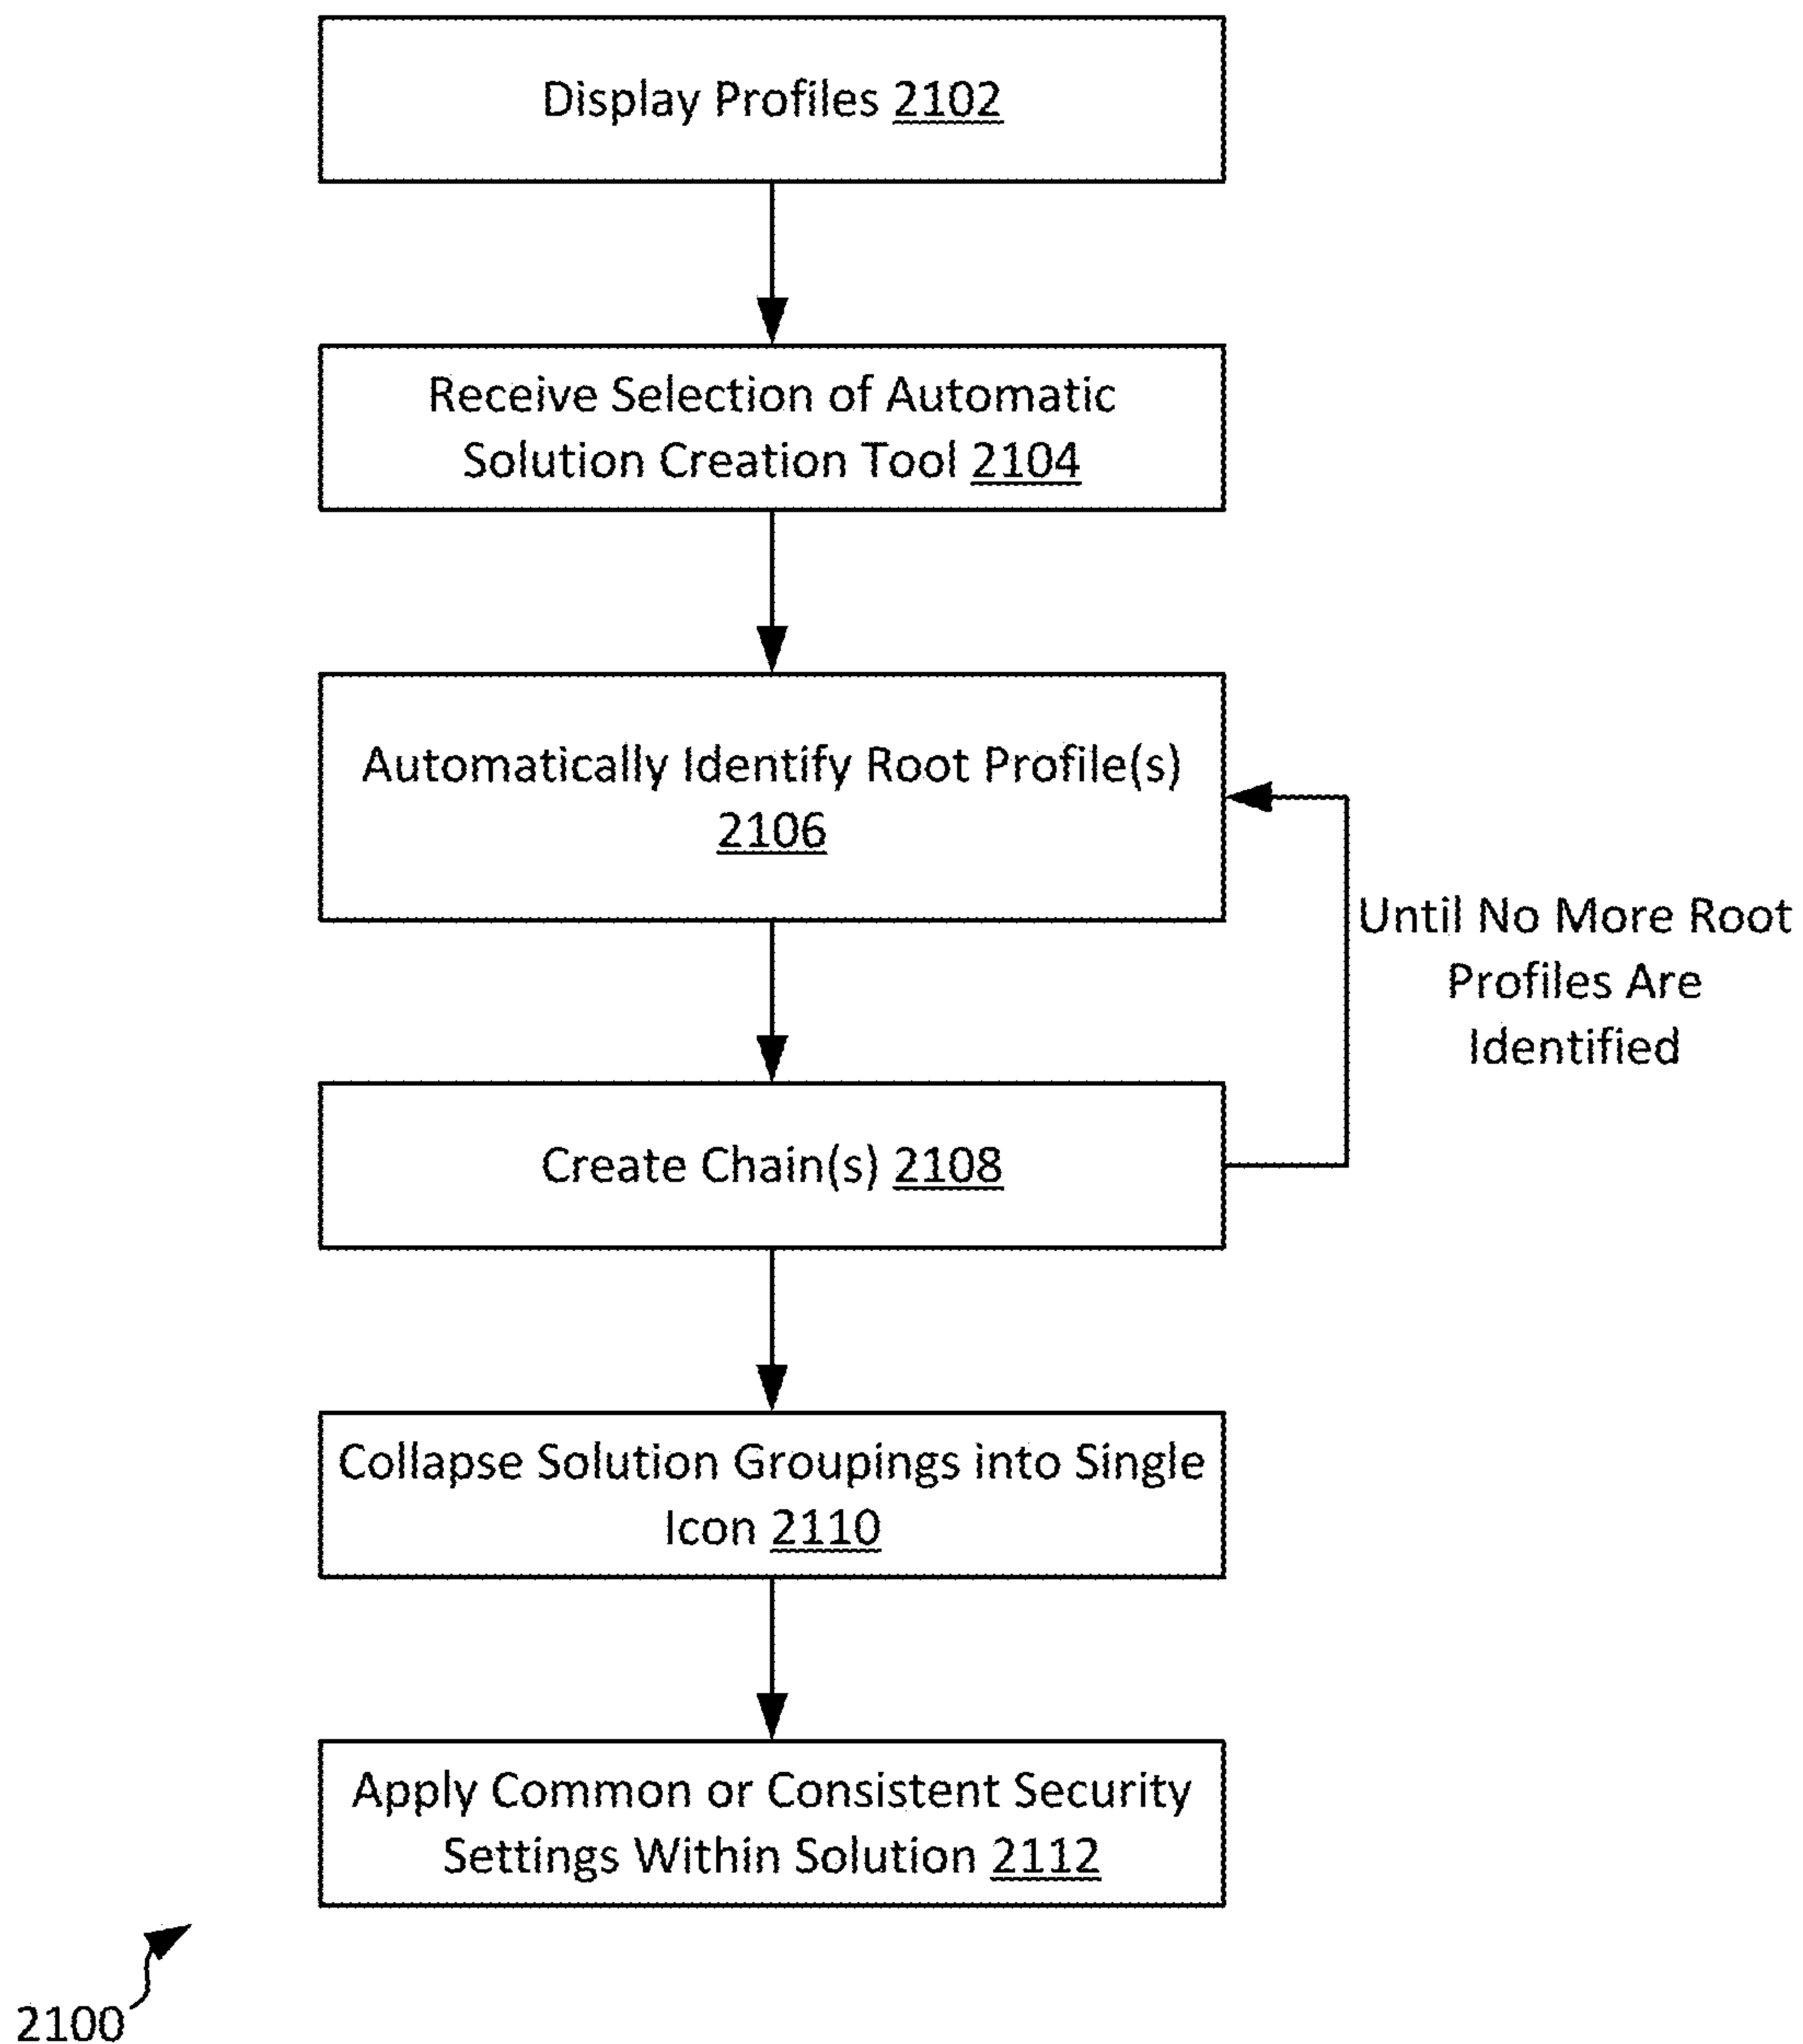 Display Profiles 2102
Receive Selection of Automatic
Solution Creation Tool 2104
Automatically Identify Root Profile(s)
2106
Until No More Root
Profiles Are
Identified
Create Chain(s) 2108
Collapse Solution Groupings into Single
Icon 2110
Apply Common or Consistent Security
Settings Within Solution 2112
2100